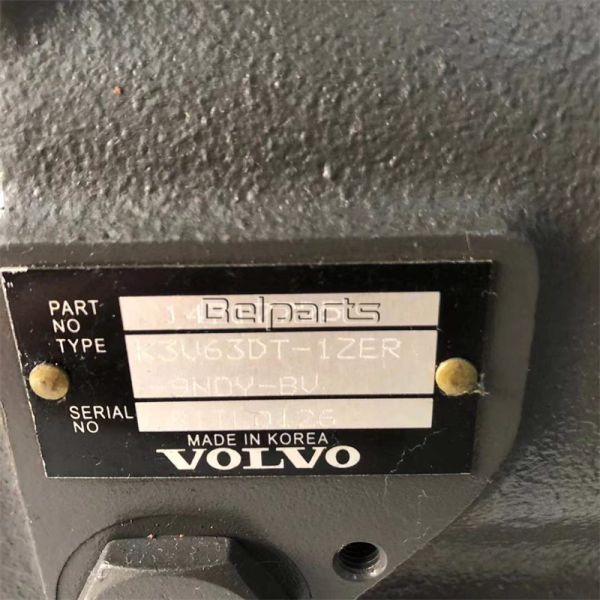 Belparts
PART NO
TYPE K3V63DT-1ZER
-9NDY-BV
SERIAL NO
MADE IN KOREA
VOLVO